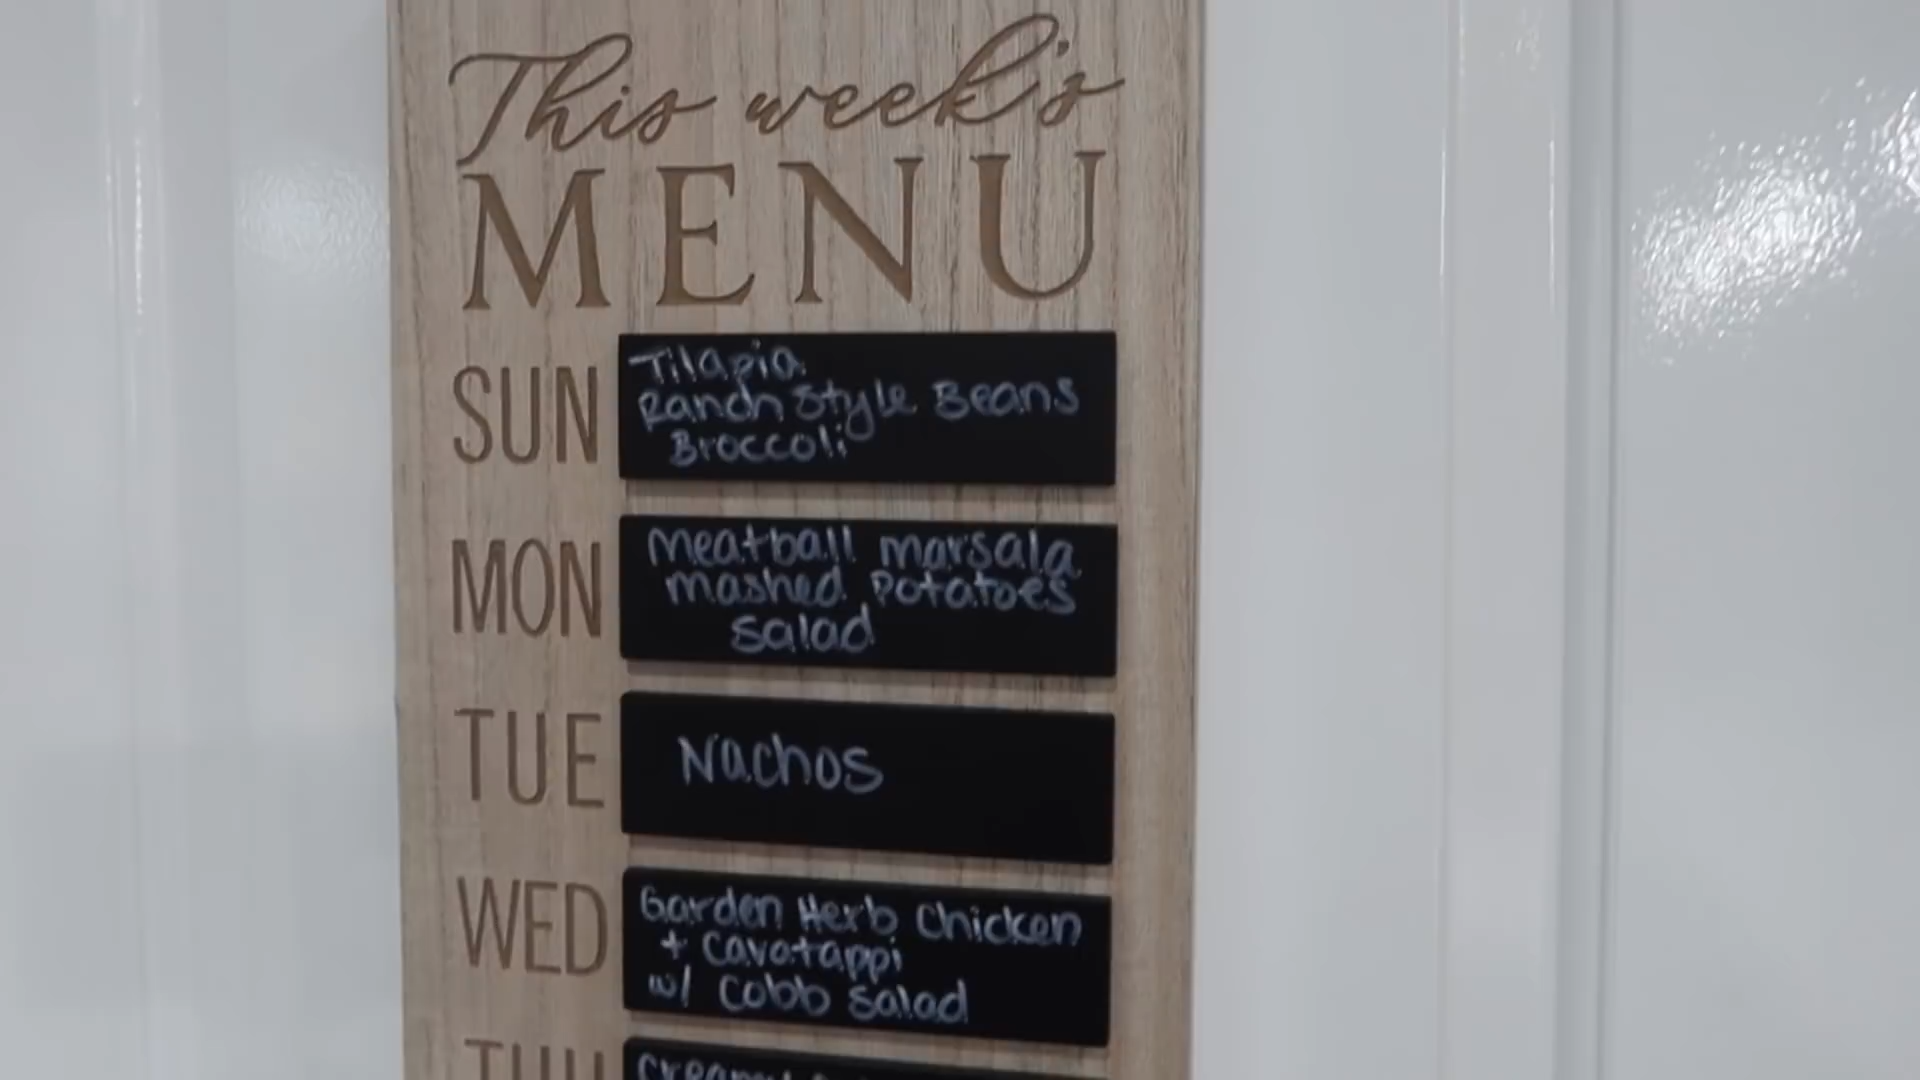 This week's
MENU
SUN
Tilapia
Ranch Style Beans
Broccoli
MON
Meatball marsala
mashed Potatoes
Salad
TUE
Nachos
WED
Garden Herb Chicken
+ Cavatappi
w/ Cobb Salad
THU